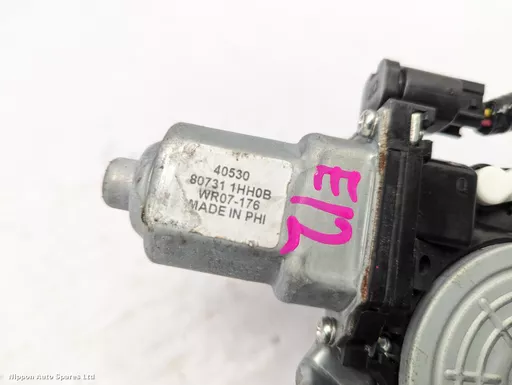 40530
80731 1HH0B
WR07-176
MADE IN PHI
E12
Nippon Auto Spares Ltd